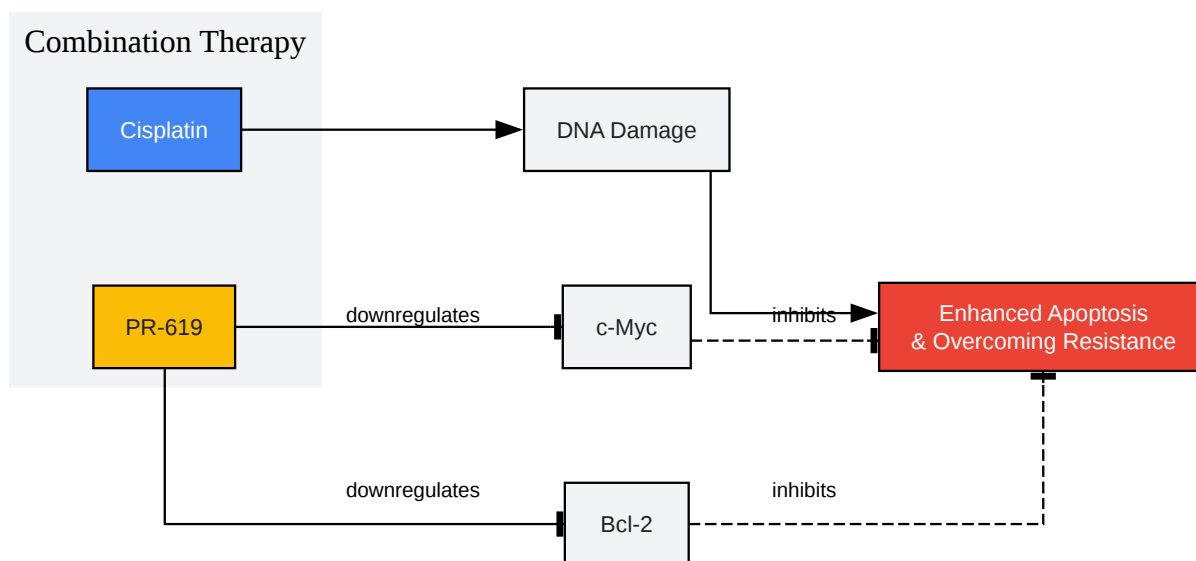 Combination Therapy
Cisplatin
DNA Damage
PR-619
downregulates
c-Myc
inhibits
Enhanced Apoptosis
& Overcoming Resistance
downregulates
Bcl-2
inhibits